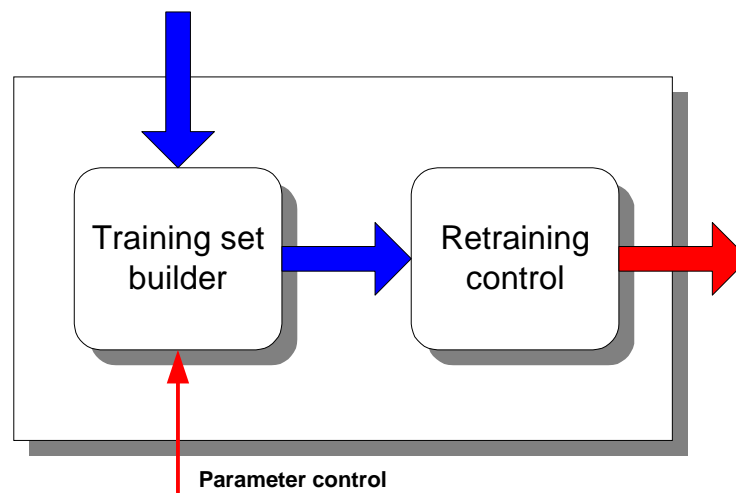 Training set
builder
Retraining
control
Parameter control